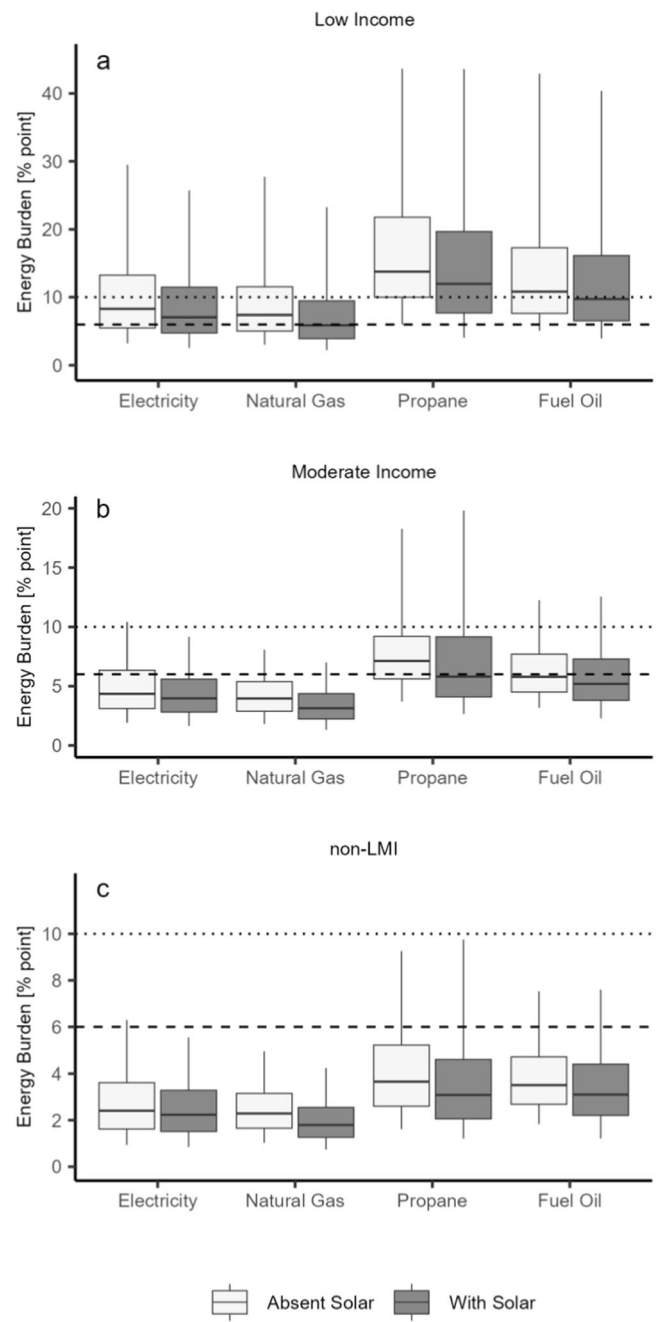 Low Income
a
Energy Burden [% point]
40
30
20
10
0
Electricity Natural Gas Propane Fuel Oil
Moderate Income
b
Energy Burden [% point]
20
15
10
5
0
Electricity Natural Gas Propane Fuel Oil
non-LMI
c
Energy Burden [% point]
10
8
6
4
2
0
Electricity Natural Gas Propane Fuel Oil
Absent Solar With Solar